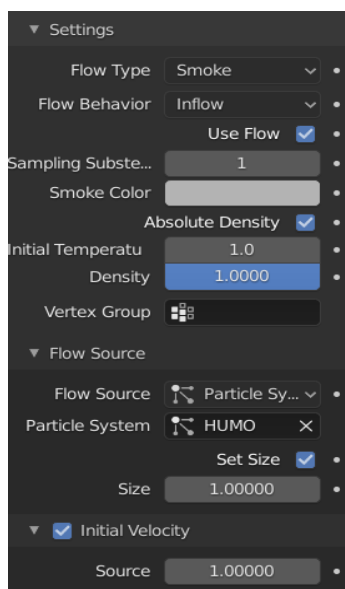 Settings
Flow Type Smoke
Flow Behavior Inflow
Use Flow
Sampling Subste... 1
Smoke Color
Absolute Density
Initial Temperatu 1.0
Density 1.0000
Vertex Group
Flow Source
Flow Source Particle Sy...
Particle System HUMO
Set Size
Size 1.00000
Initial Velocity
Source 1.00000